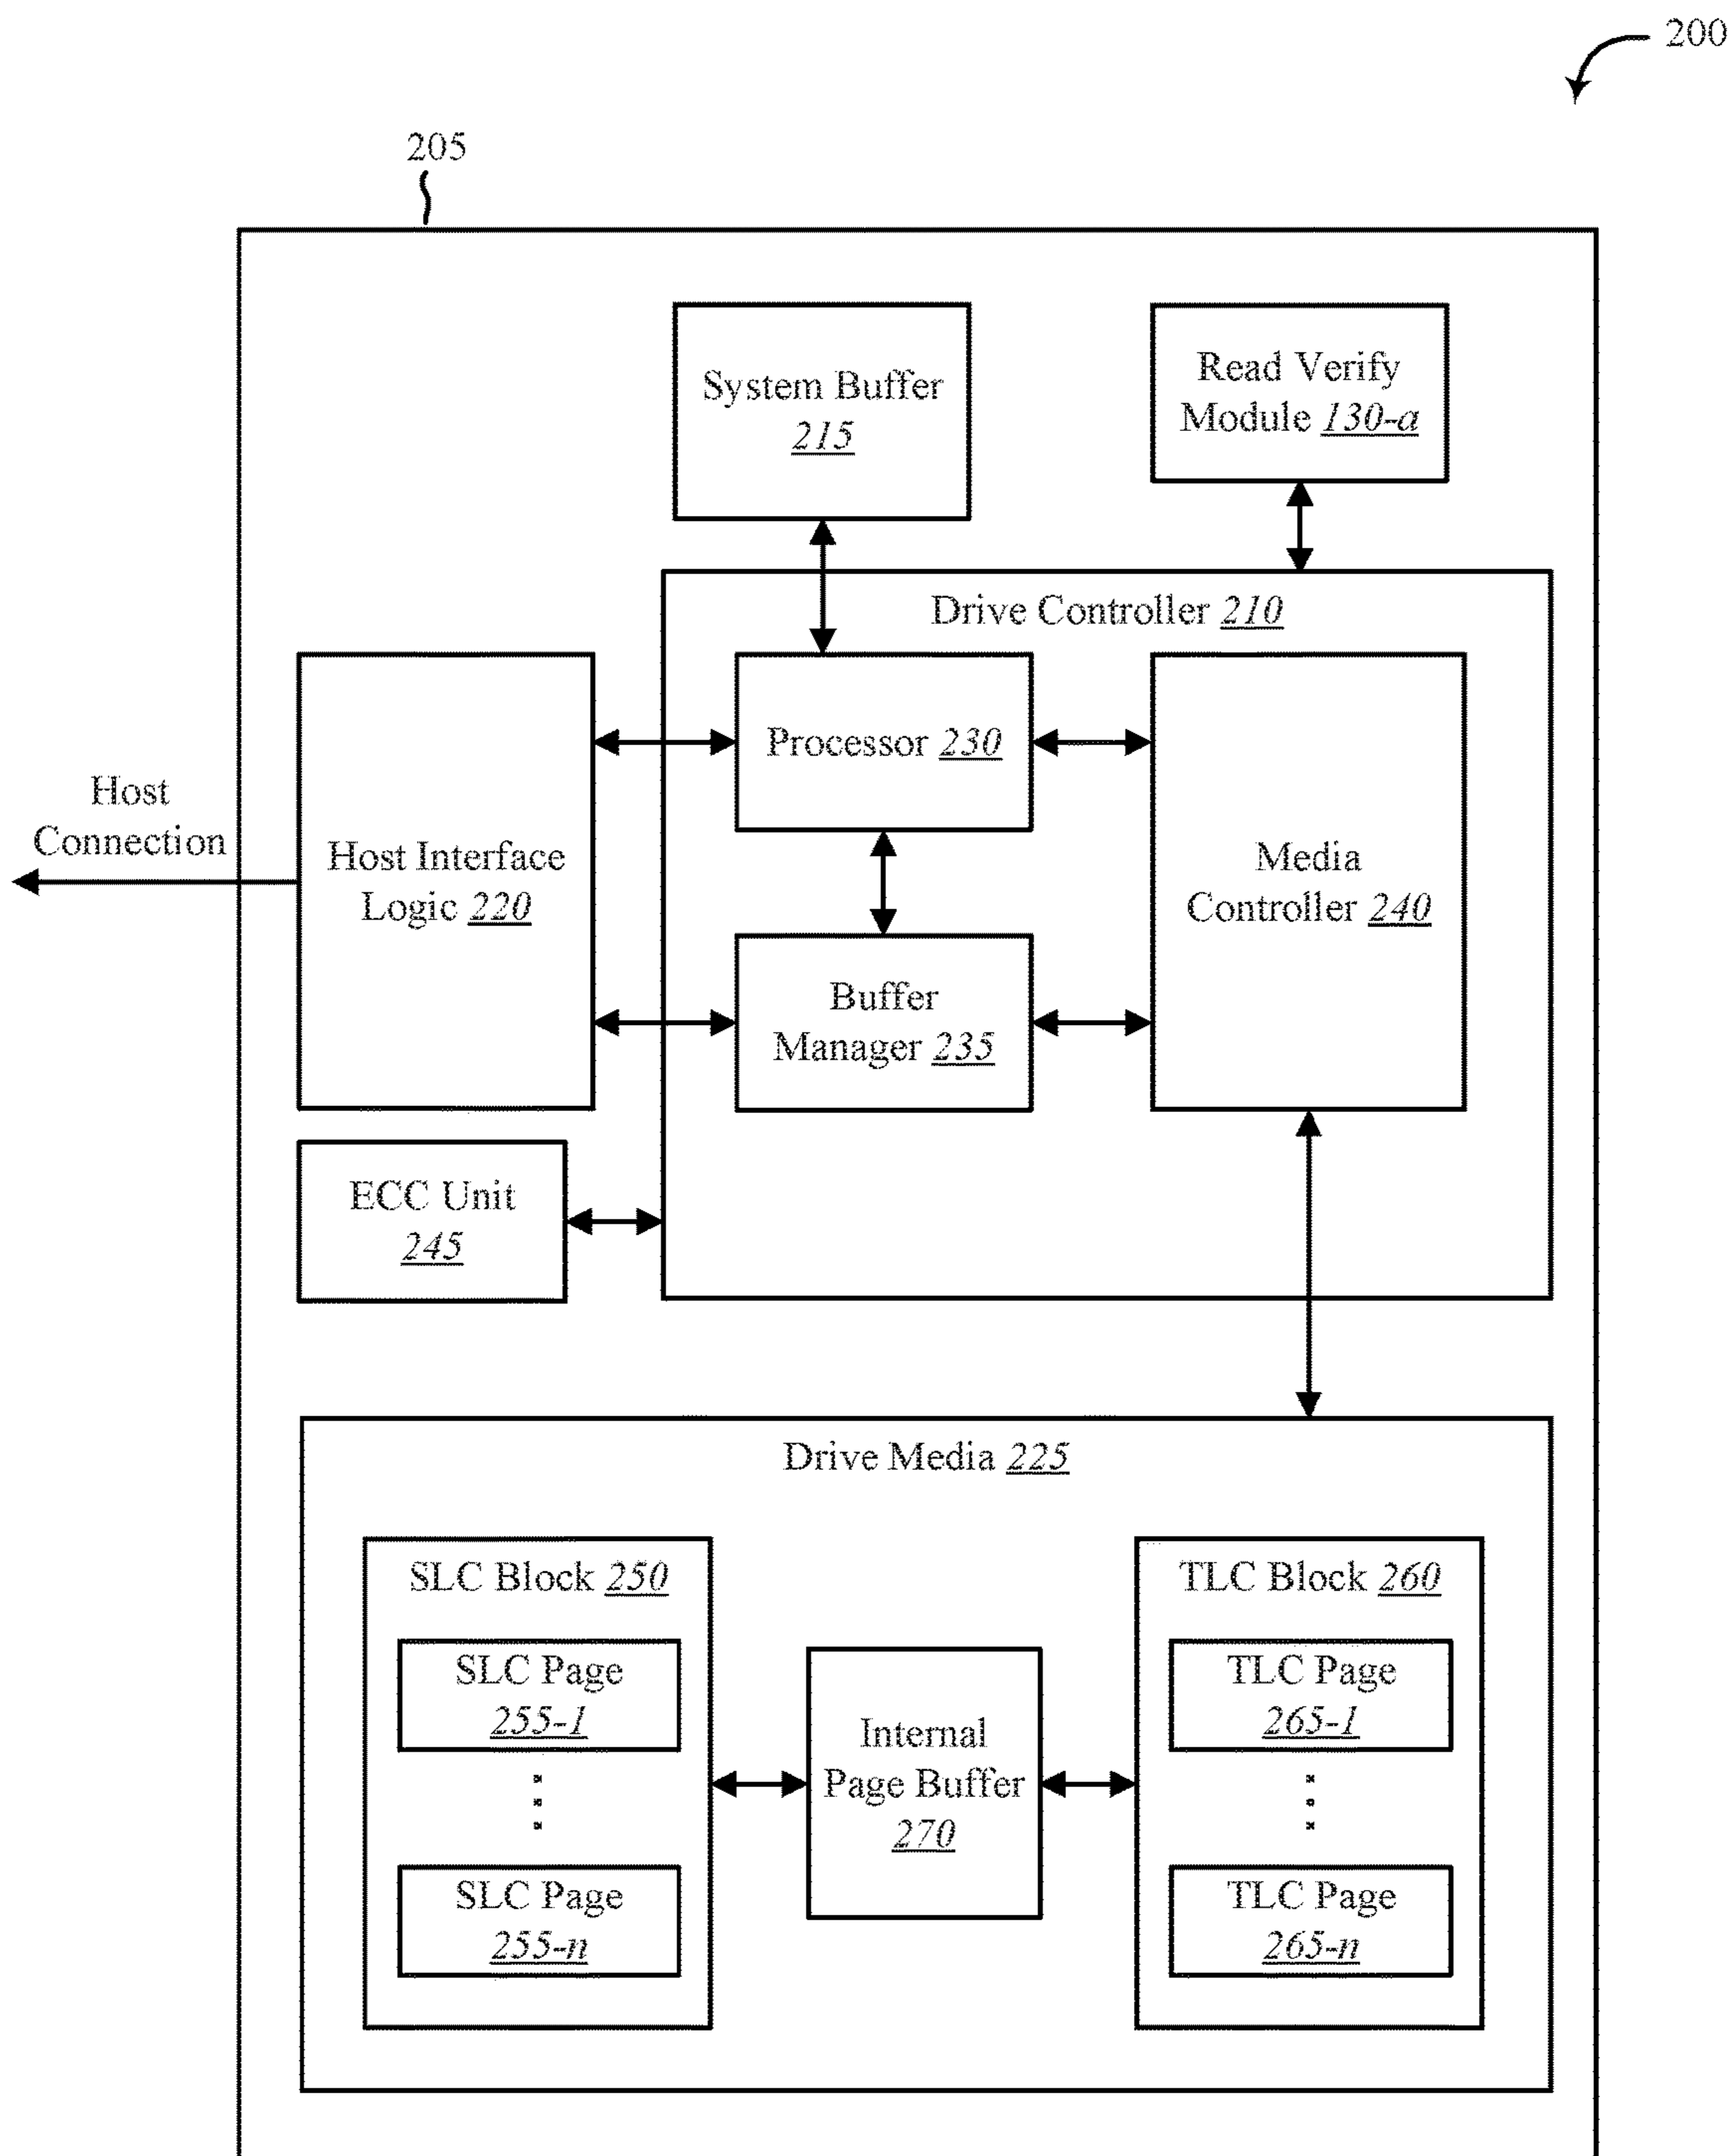 200
205
System Buffer
215
Read Verify
Module 130-a
Drive Controller 210
Processor 230
Host
Connection
Host Interface
Logic 220
Media
Controller 240
Buffer
Manager 235
ECC Unit
245
Drive Media 225
SLC Block 250
SLC Page
255-1
SLC Page
255-n
Internal
Page Buffer
270
TLC Block 260
TLC Page
265-1
TLC Page
265-n